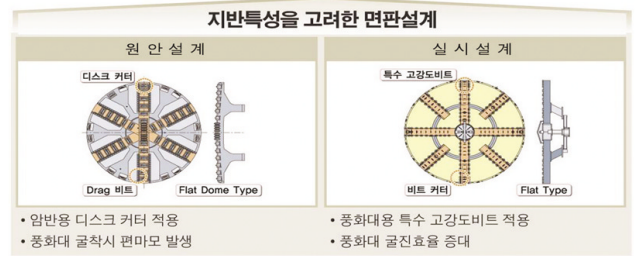 지반특성을 고려한 면판설계
원 안 설 계
디스크 커터
Drag 비트
Flat Dome Type
• 암반용 디스크 커터 적용
• 풍화대 굴착시 편마모 발생
실 시 설 계
특수 고강도비트
비트 커터
Flat Type
• 풍화대용 특수 고강도비트 적용
• 풍화대 굴진효율 증대